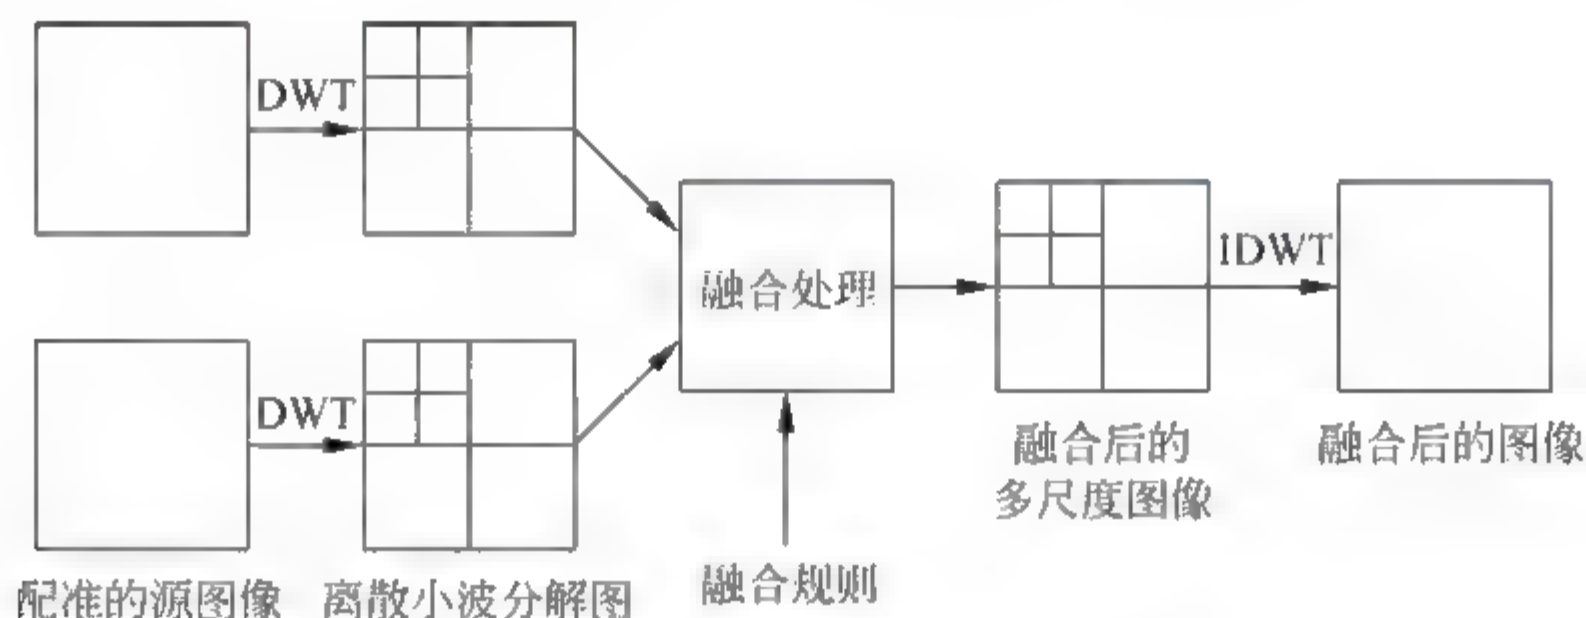 DWT
DWT
融合处理
IDWT
融合后的
多尺度图像
融合后的图像
配准的源图像
离散小波分解图
融合规则